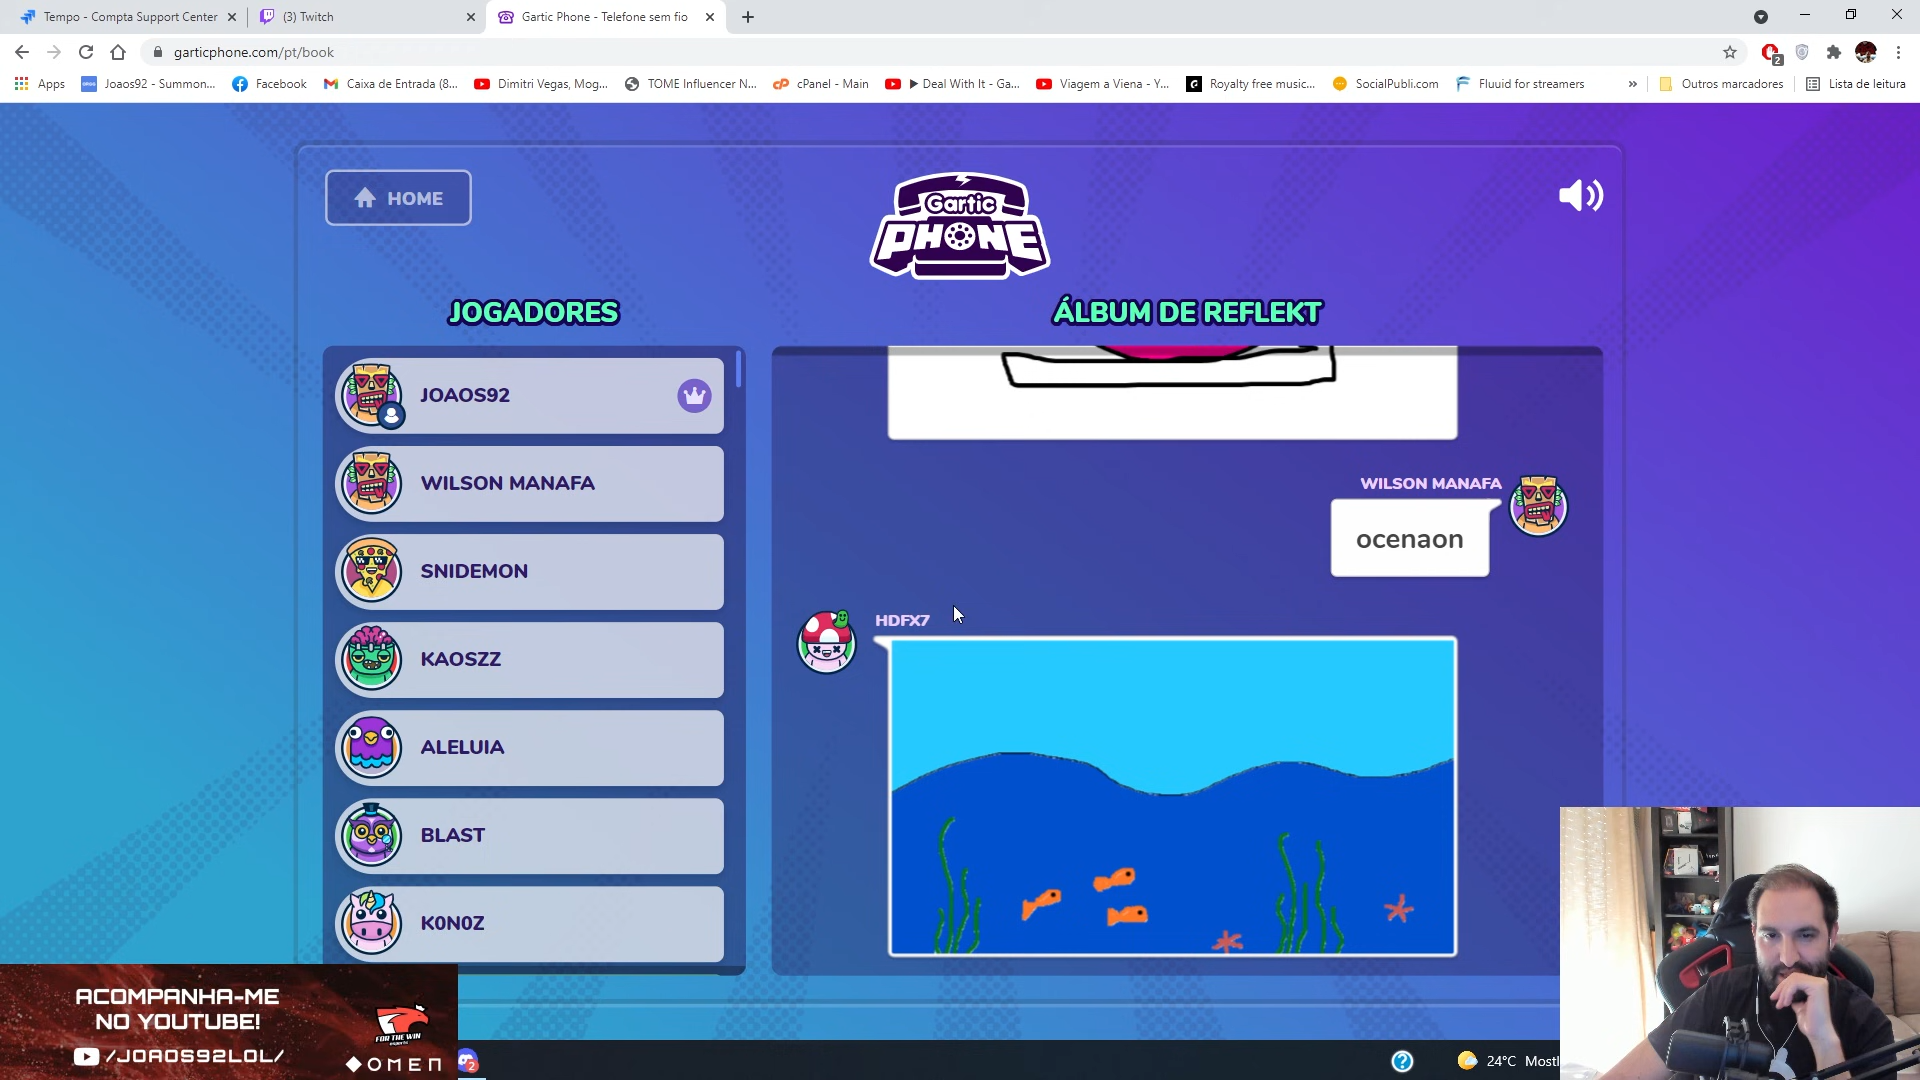 Tempo - Compta Support Center
(3) Twitch
Gartic Phone - Telefone sem fio
garticphone.com/pt/book
2
Apps
Joaos92 - Summon...
Facebook
Caixa de Entrada (8...
Dimitri Vegas, Mog...
TOME Influencer N...
cPanel - Main
▶ Deal With It - Ga...
Viagem a Viena - Y...
Royalty free music...
SocialPubli.com
Fluuid for streamers
»
Outros marcadores
Lista de leitura
HOME
Gartic
PHONE
JOGADORES
ÁLBUM DE REFLEKT
JOAOS92
WILSON MANAFA
SNIDEMON
KAOSZZ
ALELUIA
BLAST
K0N0Z
WILSON MANAFA
ocenaon
HDFX7
ACOMPANHA-ME
NO YOUTUBE!
/JOAOS92LOL/
FOR THE WIN
OMEN
2
24°C Mostl